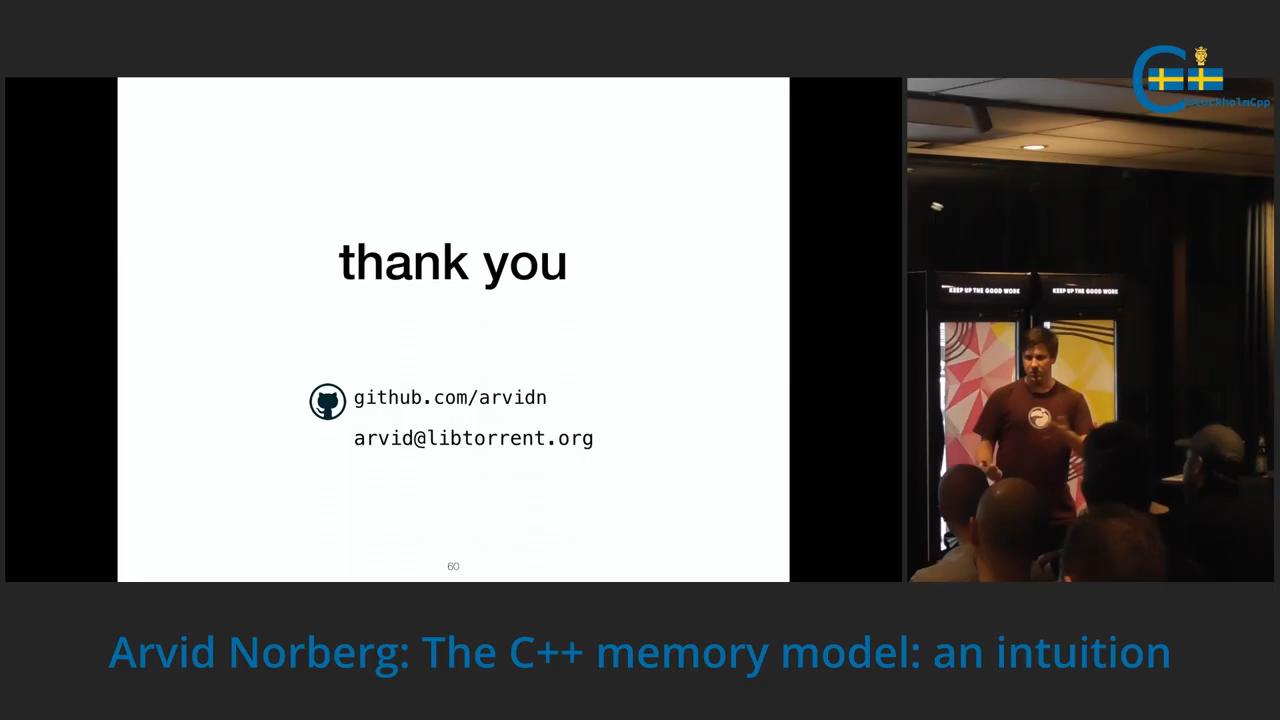 StockholmCpp
thank you
github.com/arvidn
arvid@libtorrent.org
60
KEEP UP THE GOOD WORK
KEEP UP THE GOOD WORK
Arvid Norberg: The C++ memory model: an intuition